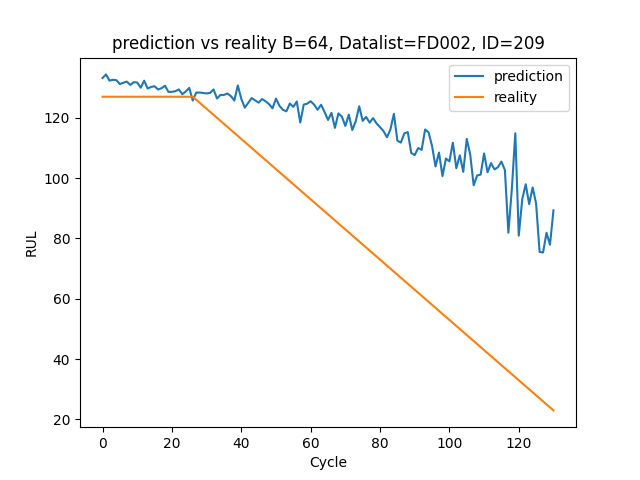 prediction vs reality B=64, Datalist=FD002, ID=209
prediction
reality
120
100
80
60
40
20
RUL
0 20 40 60 80 100 120
Cycle